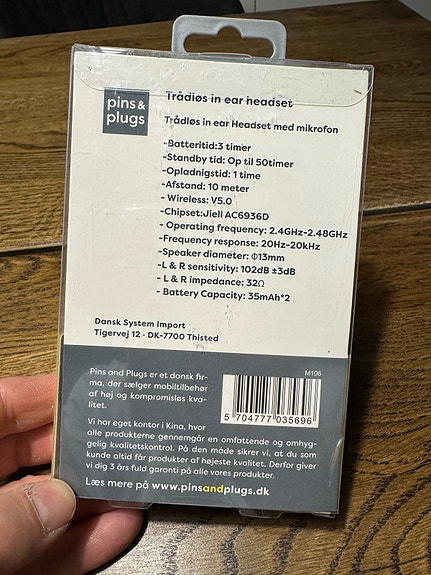 pins&
plugs
Trådløs in ear headset
Trådløs in ear Headset med mikrofon
-Batteritid:3 timer
-Standby tid: Op til 50timer
-Opladnigstid: 1 time
-Afstand: 10 meter
- Wireless: V5.0
-Chipset:Jieli AC6936D
- Operating frequency: 2.4GHz-2.48GHz
-Frequency response: 20Hz-20kHz
-Speaker diameter: Φ13mm
-L & R sensitivity: 102dB ±3dB
- L & R impedance: 32Ω
- Battery Capacity: 35mAh*2
Dansk System Import
Tigervej 12 · DK-7700 Thisted
Pins and Plugs er et dansk fir-
ma, der sælger mobiltilbehør
af høj og kompromisløs kva-
litet.
Vi har eget kontor i Kina, hvor
alle produkterne gennemgår en omfattende og omhyg-
gelig kvalitetskontrol. På den måde sikrer vi, at du som
kunde altid får produkter af højeste kvalitet. Derfor giver
vi dig 3 års fuld garanti på alle vores produkter.
Læs mere på www.pinsandplugs.dk
M106
5 704777 035696